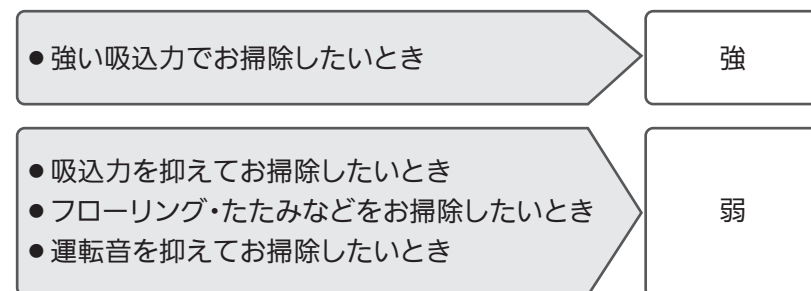 ●強い吸込力でお掃除したいとき
強
●吸込力を抑えてお掃除したいとき
●フローリング・たたみなどをお掃除したいとき
●運転音を抑えてお掃除したいとき
弱